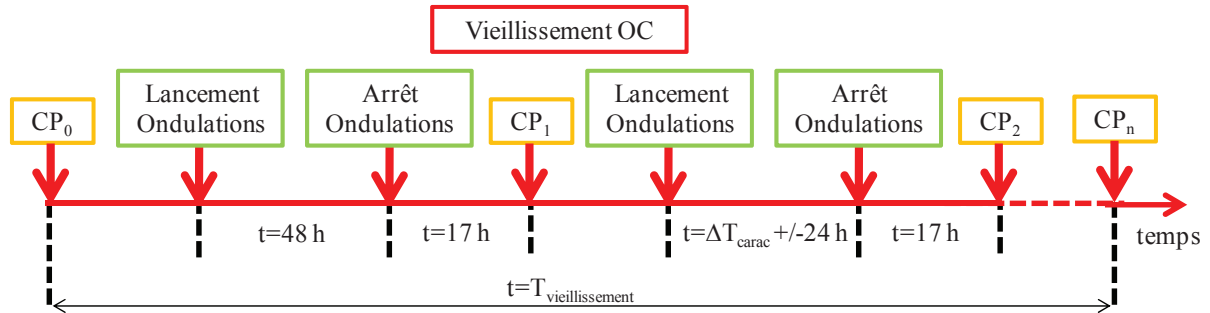 Vieillissement OC
CP0
Lancement
Ondulations
Arrêt
Ondulations
CP1
Lancement
Ondulations
Arrêt
Ondulations
CP2
CPn
t=48 h
t=17 h
t=ΔTcarac +/-24 h
t=17 h
temps
t=Tvieillissement